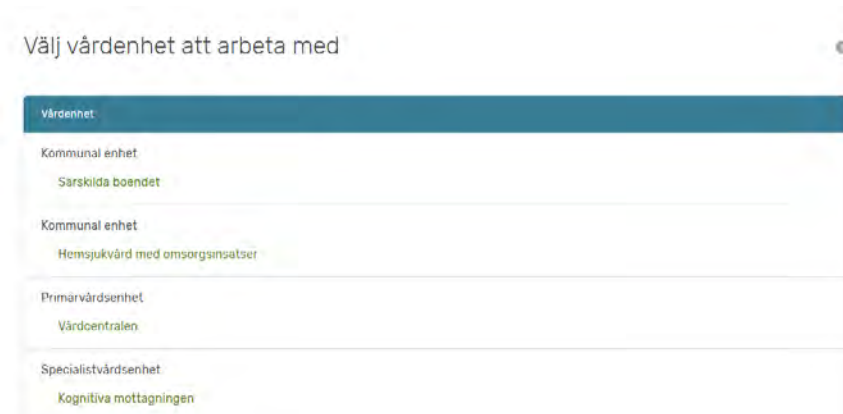 Välj vårdenhet att arbeta med
Vårdenhet
Kommunal enhet
Särskilda boendet
Kommunal enhet
Hemsjukvård med omsorgsinsatser
Primärvårdsenhet
Vårdcentralen
Specialistvårdsenhet
Kognitiva mottagningen